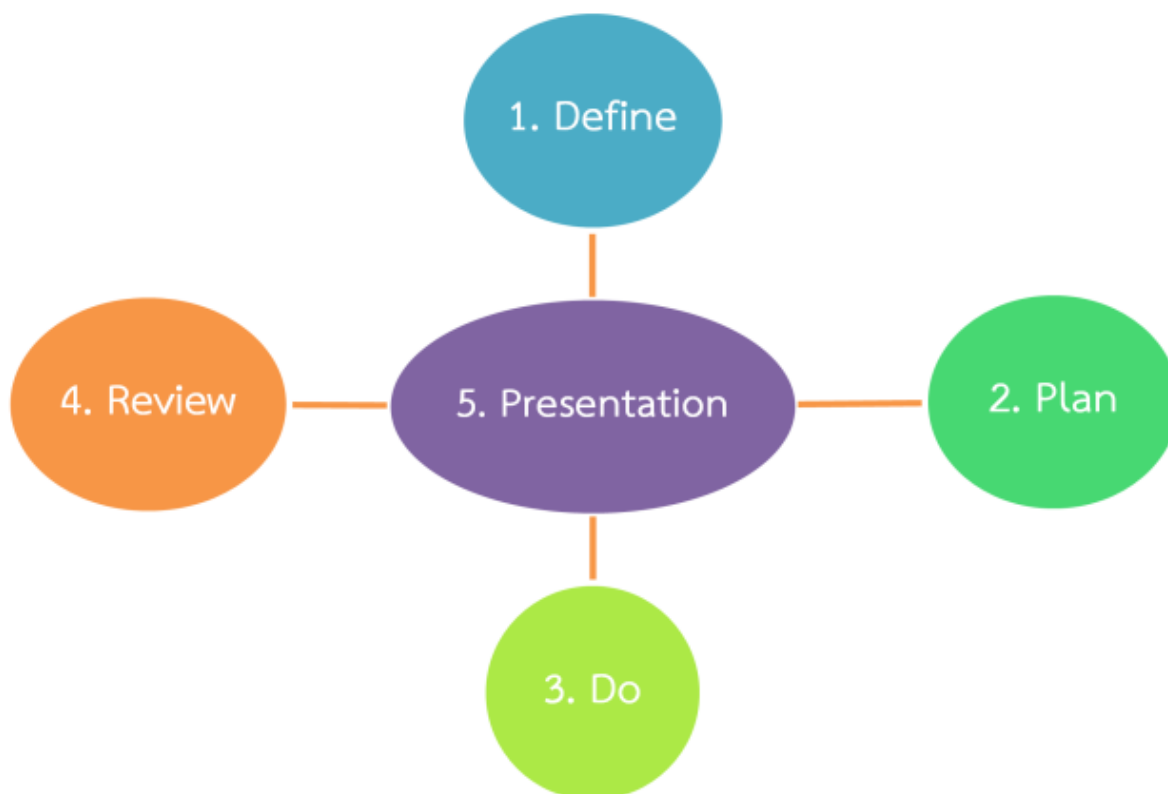 1. Define
4. Review
5. Presentation
2. Plan
3. Do